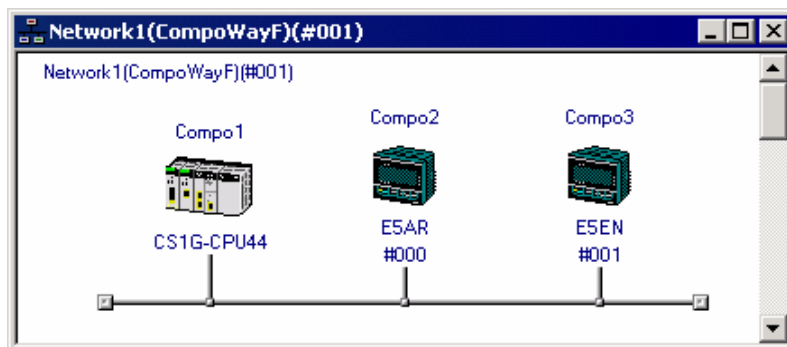 Network1(CompoWayF)(#001)
Network1(CompoWayF)(#001)
Compo1
Compo2
Compo3
CS1G-CPU44
E5AR
#000
E5EN
#001